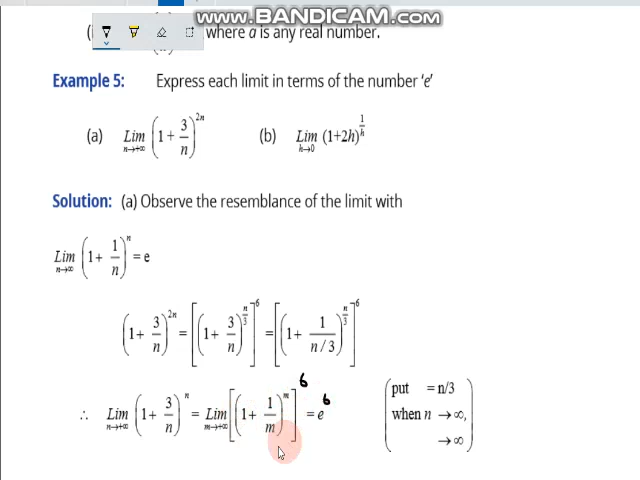 WWW.BANDICAM.COM
( where a is any real number.
Example 5: Express each limit in terms of the number 'e'
(a) Lim n→+∞ (1 + 3/n)^2n (b) Lim h→0 (1+2h)^1/h
Solution: (a) Observe the resemblance of the limit with
Lim n→∞ (1 + 1/n)^n = e
(1 + 3/n)^2n = [(1 + 3/n)^n/3]^6 = [(1 + 1/n/3)^n/3]^6
∴ Lim n→+∞ (1 + 3/n)^n = Lim m→+∞ [(1 + 1/m)^m]^6 = e^6 (put = n/3
when n → ∞,
→ ∞)